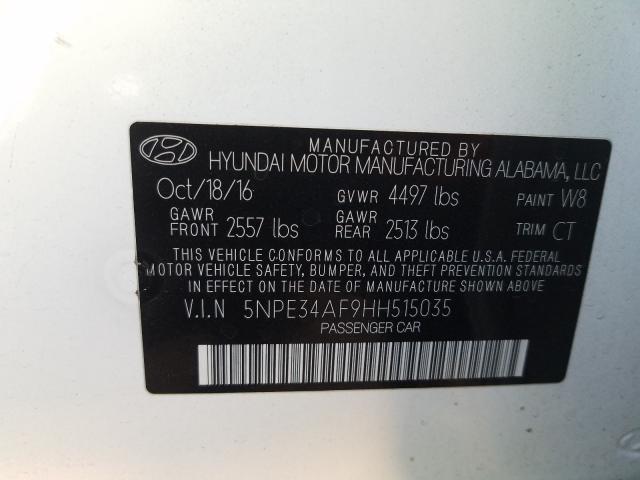 MANUFACTURED BY
HYUNDAI MOTOR MANUFACTURING ALABAMA, LLC
Oct/18/16 GVWR 4497 lbs PAINT W8
GAWR FRONT 2557 lbs GAWR REAR 2513 lbs TRIM CT
THIS VEHICLE CONFORMS TO ALL APPLICABLE U.S.A. FEDERAL
MOTOR VEHICLE SAFETY, BUMPER, AND THEFT PREVENTION STANDARDS
IN EFFECT ON THE DATE OF MANUFACTURE SHOWN ABOVE
V.I.N 5NPE34AF9HH515035
PASSENGER CAR